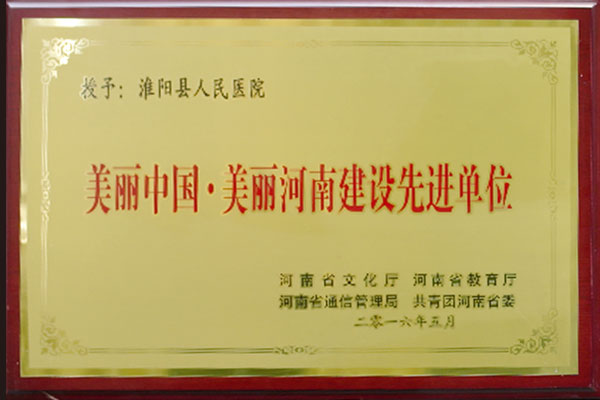 授予：淮阳县人民医院
美丽中国·美丽河南建设先进单位
河南省文化厅 河南省教育厅
河南省通信管理局 共青团河南省委
二零一六年五月